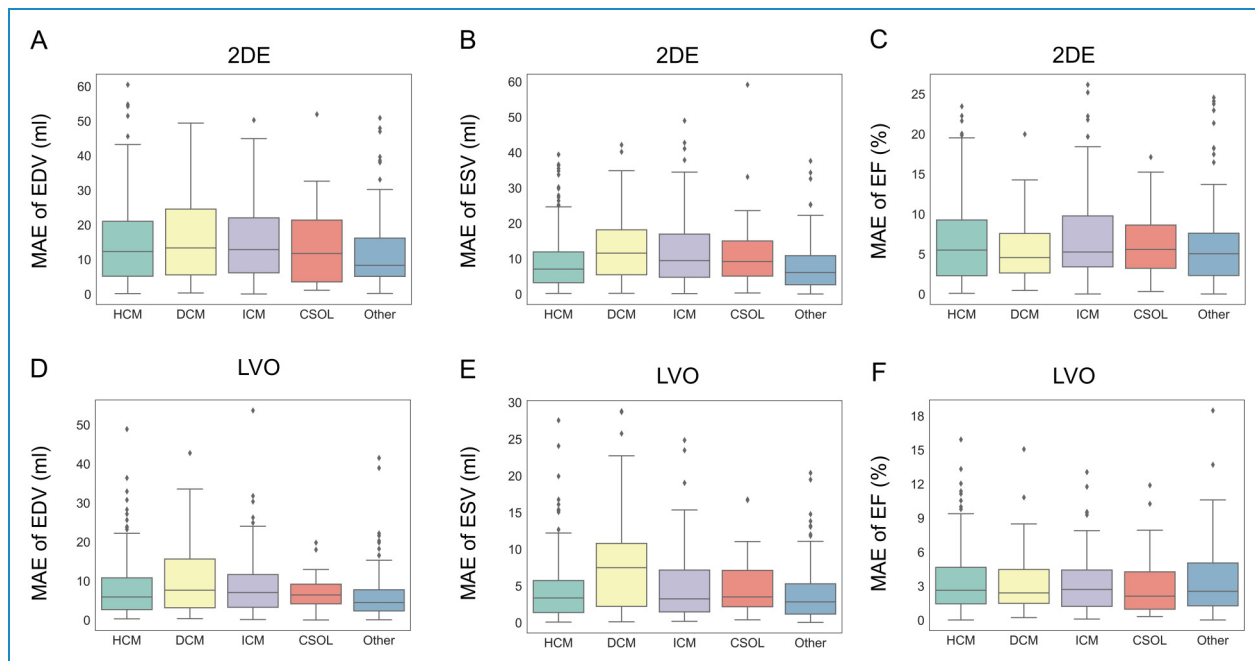 A
2DE
MAE of EDV (ml)
60
50
40
30
20
10
0
HCM DCM ICM CSOL Other
B
2DE
MAE of ESV (ml)
60
50
40
30
20
10
0
HCM DCM ICM CSOL Other
C
2DE
MAE of EF (%)
25
20
15
10
5
0
HCM DCM ICM CSOL Other
D
LVO
MAE of EDV (ml)
50
40
30
20
10
0
HCM DCM ICM CSOL Other
E
LVO
MAE of ESV (ml)
30
25
20
15
10
5
0
HCM DCM ICM CSOL Other
F
LVO
MAE of EF (%)
18
15
12
9
6
3
0
HCM DCM ICM CSOL Other